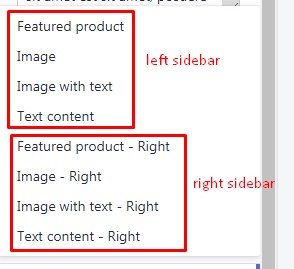 Featured product
Image
left sidebar
Image with text
Text content
Featured product - Right
Image - Right
right sidebar
Image with text - Right
Text content - Right